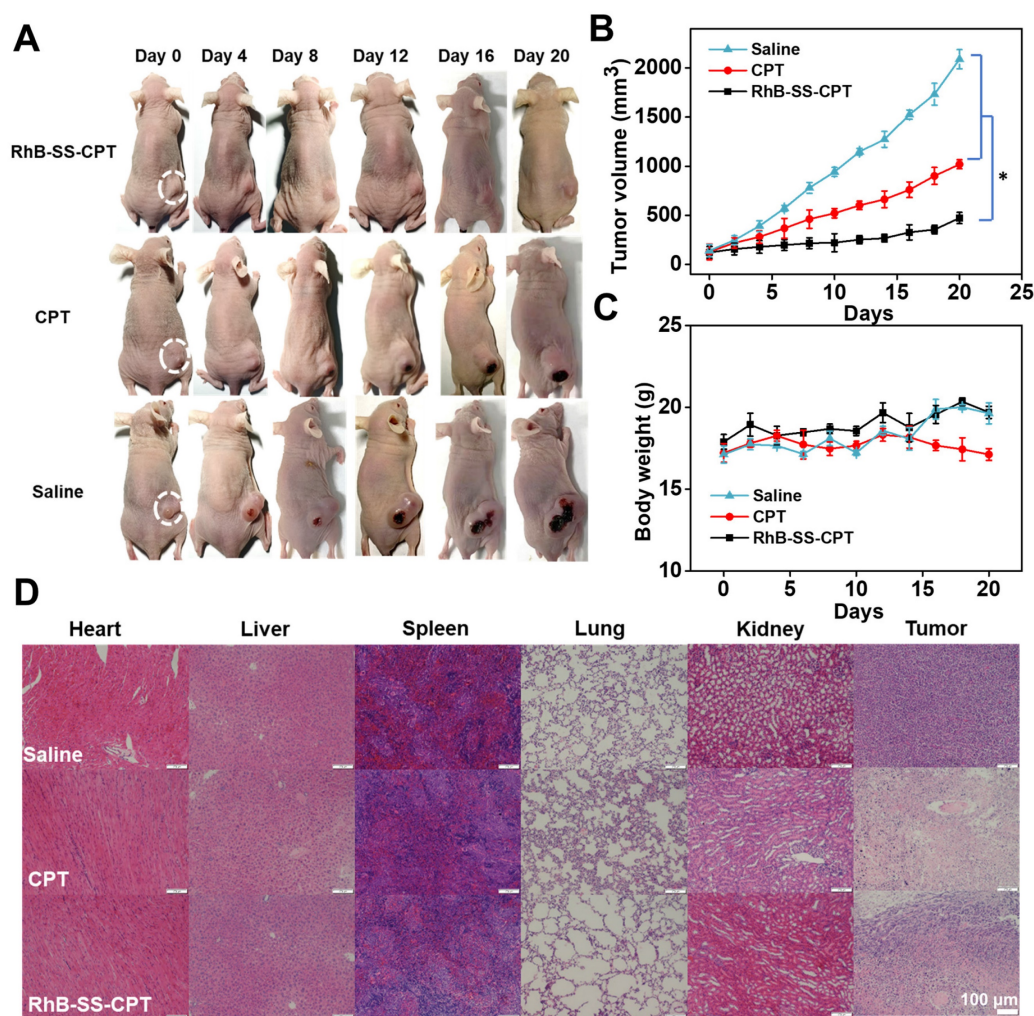 A
Day 0 Day 4 Day 8 Day 12 Day 16 Day 20
RhB-SS-CPT
CPT
Saline
B
Saline
CPT
RhB-SS-CPT
*
Tumor volume (mm³)
2000
1500
1000
500
0
0 5 10 15 20 25
Days
C
Body weight (g)
25
20
15
10
Saline
CPT
RhB-SS-CPT
0 5 10 15 20
Days
D
Heart Liver Spleen Lung Kidney Tumor
Saline
CPT
RhB-SS-CPT
100 µm